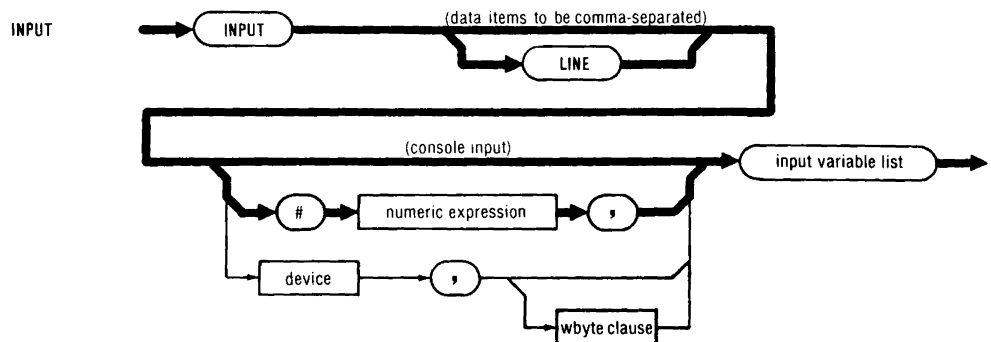 (data items to be comma-separated)
INPUT INPUT
LINE
(console input)
input variable list
# numeric expression ,
device ,
wbyte clause